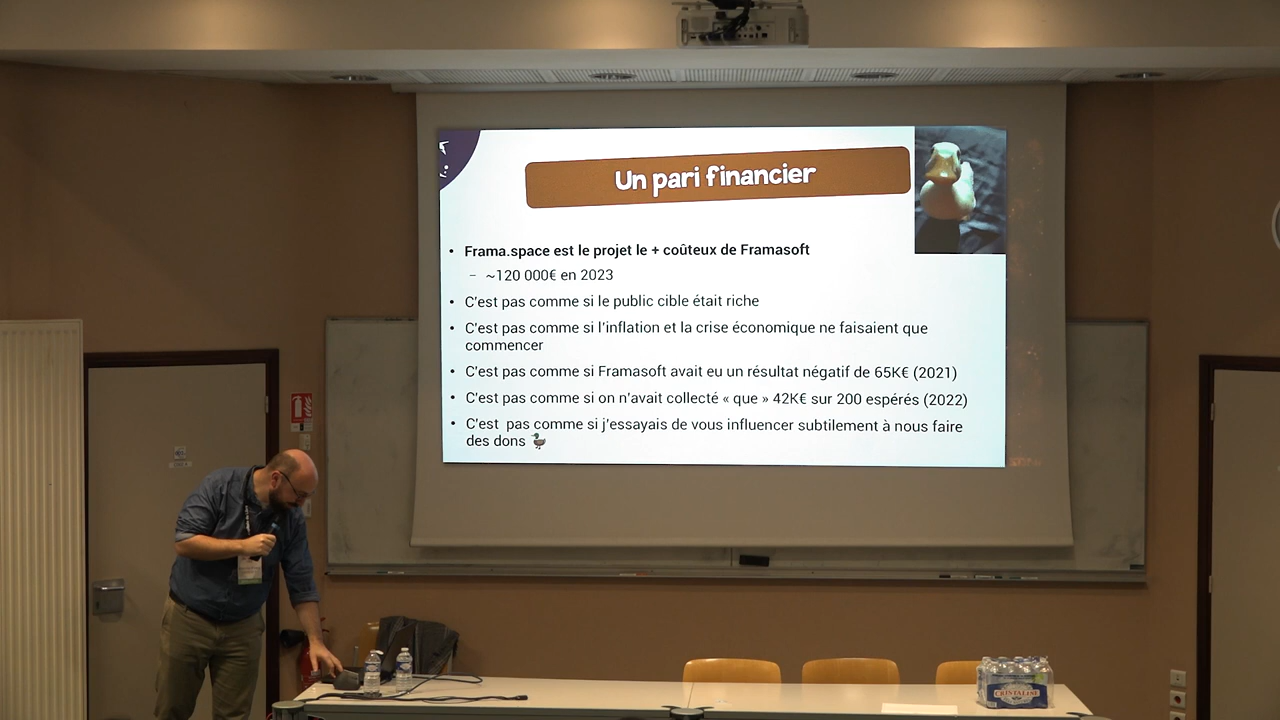 Un pari financier
• Frama.space est le projet le + coûteux de Framasoft
– ~120 000€ en 2023
• C'est pas comme si le public cible était riche
• C'est pas comme si l'inflation et la crise économique ne faisaient que
commencer
• C'est pas comme si Framasoft avait eu un résultat négatif de 65K€ (2021)
• C'est pas comme si on n'avait collecté « que » 42K€ sur 200 espérés (2022)
• C'est  pas comme si j'essayais de vous influencer subtilement à nous faire
des dons 🦆
CRISTALINE